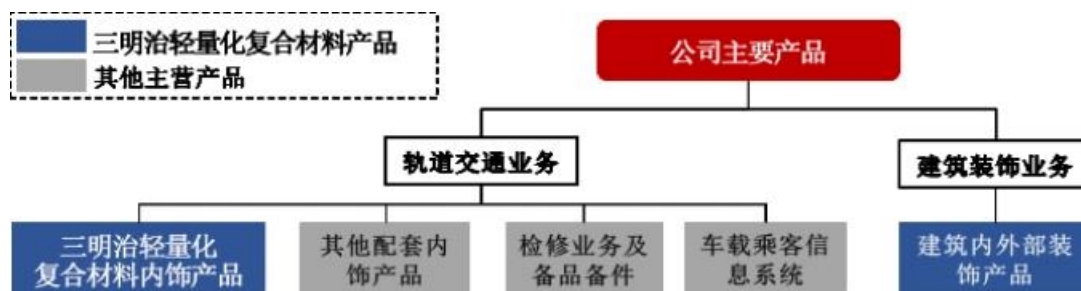 三明治轻量化复合材料产品
其他主营产品
公司主要产品
轨道交通业务
建筑装饰业务
三明治轻量化
复合材料内饰产品
其他配套内
饰产品
检修业务及
备品备件
车载乘客信
息系统
建筑内外部装
饰产品